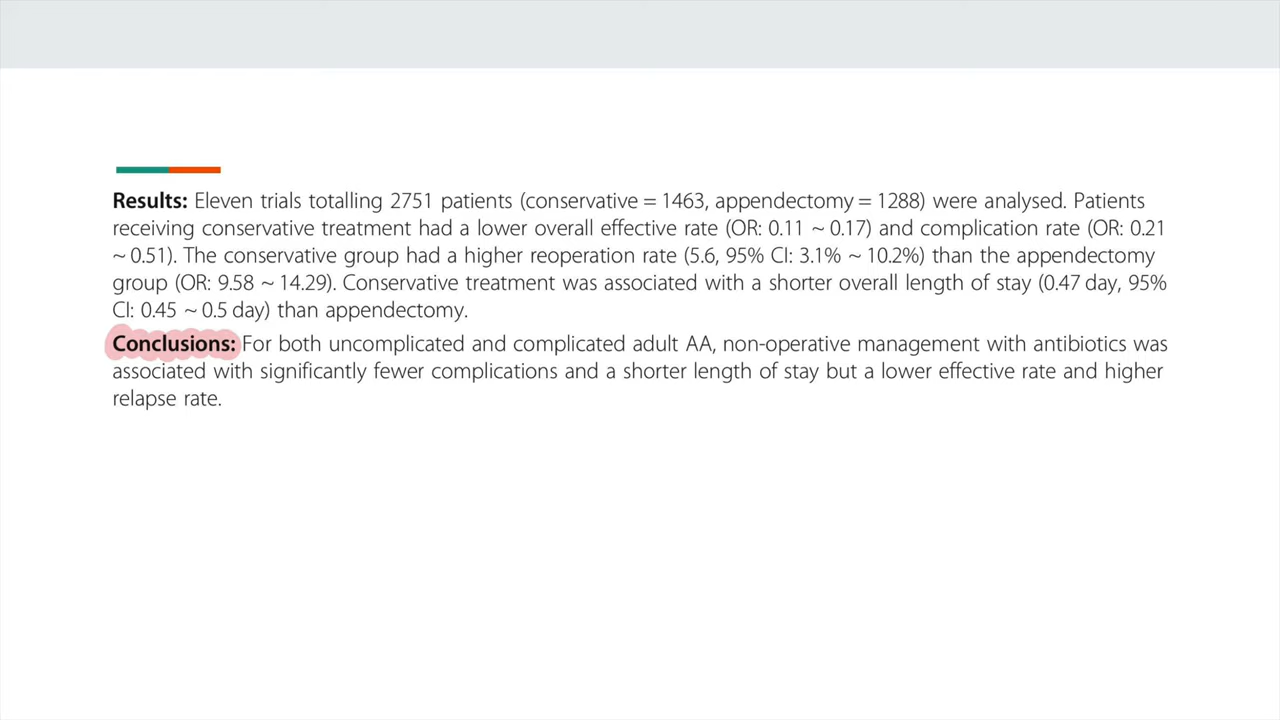 Results: Eleven trials totalling 2751 patients (conservative = 1463, appendectomy = 1288) were analysed. Patients
receiving conservative treatment had a lower overall effective rate (OR: 0.11 ~ 0.17) and complication rate (OR: 0.21
~ 0.51). The conservative group had a higher reoperation rate (5.6, 95% CI: 3.1% ~ 10.2%) than the appendectomy
group (OR: 9.58 ~ 14.29). Conservative treatment was associated with a shorter overall length of stay (0.47 day, 95%
CI: 0.45 ~ 0.5 day) than appendectomy.
Conclusions: For both uncomplicated and complicated adult AA, non-operative management with antibiotics was
associated with significantly fewer complications and a shorter length of stay but a lower effective rate and higher
relapse rate.